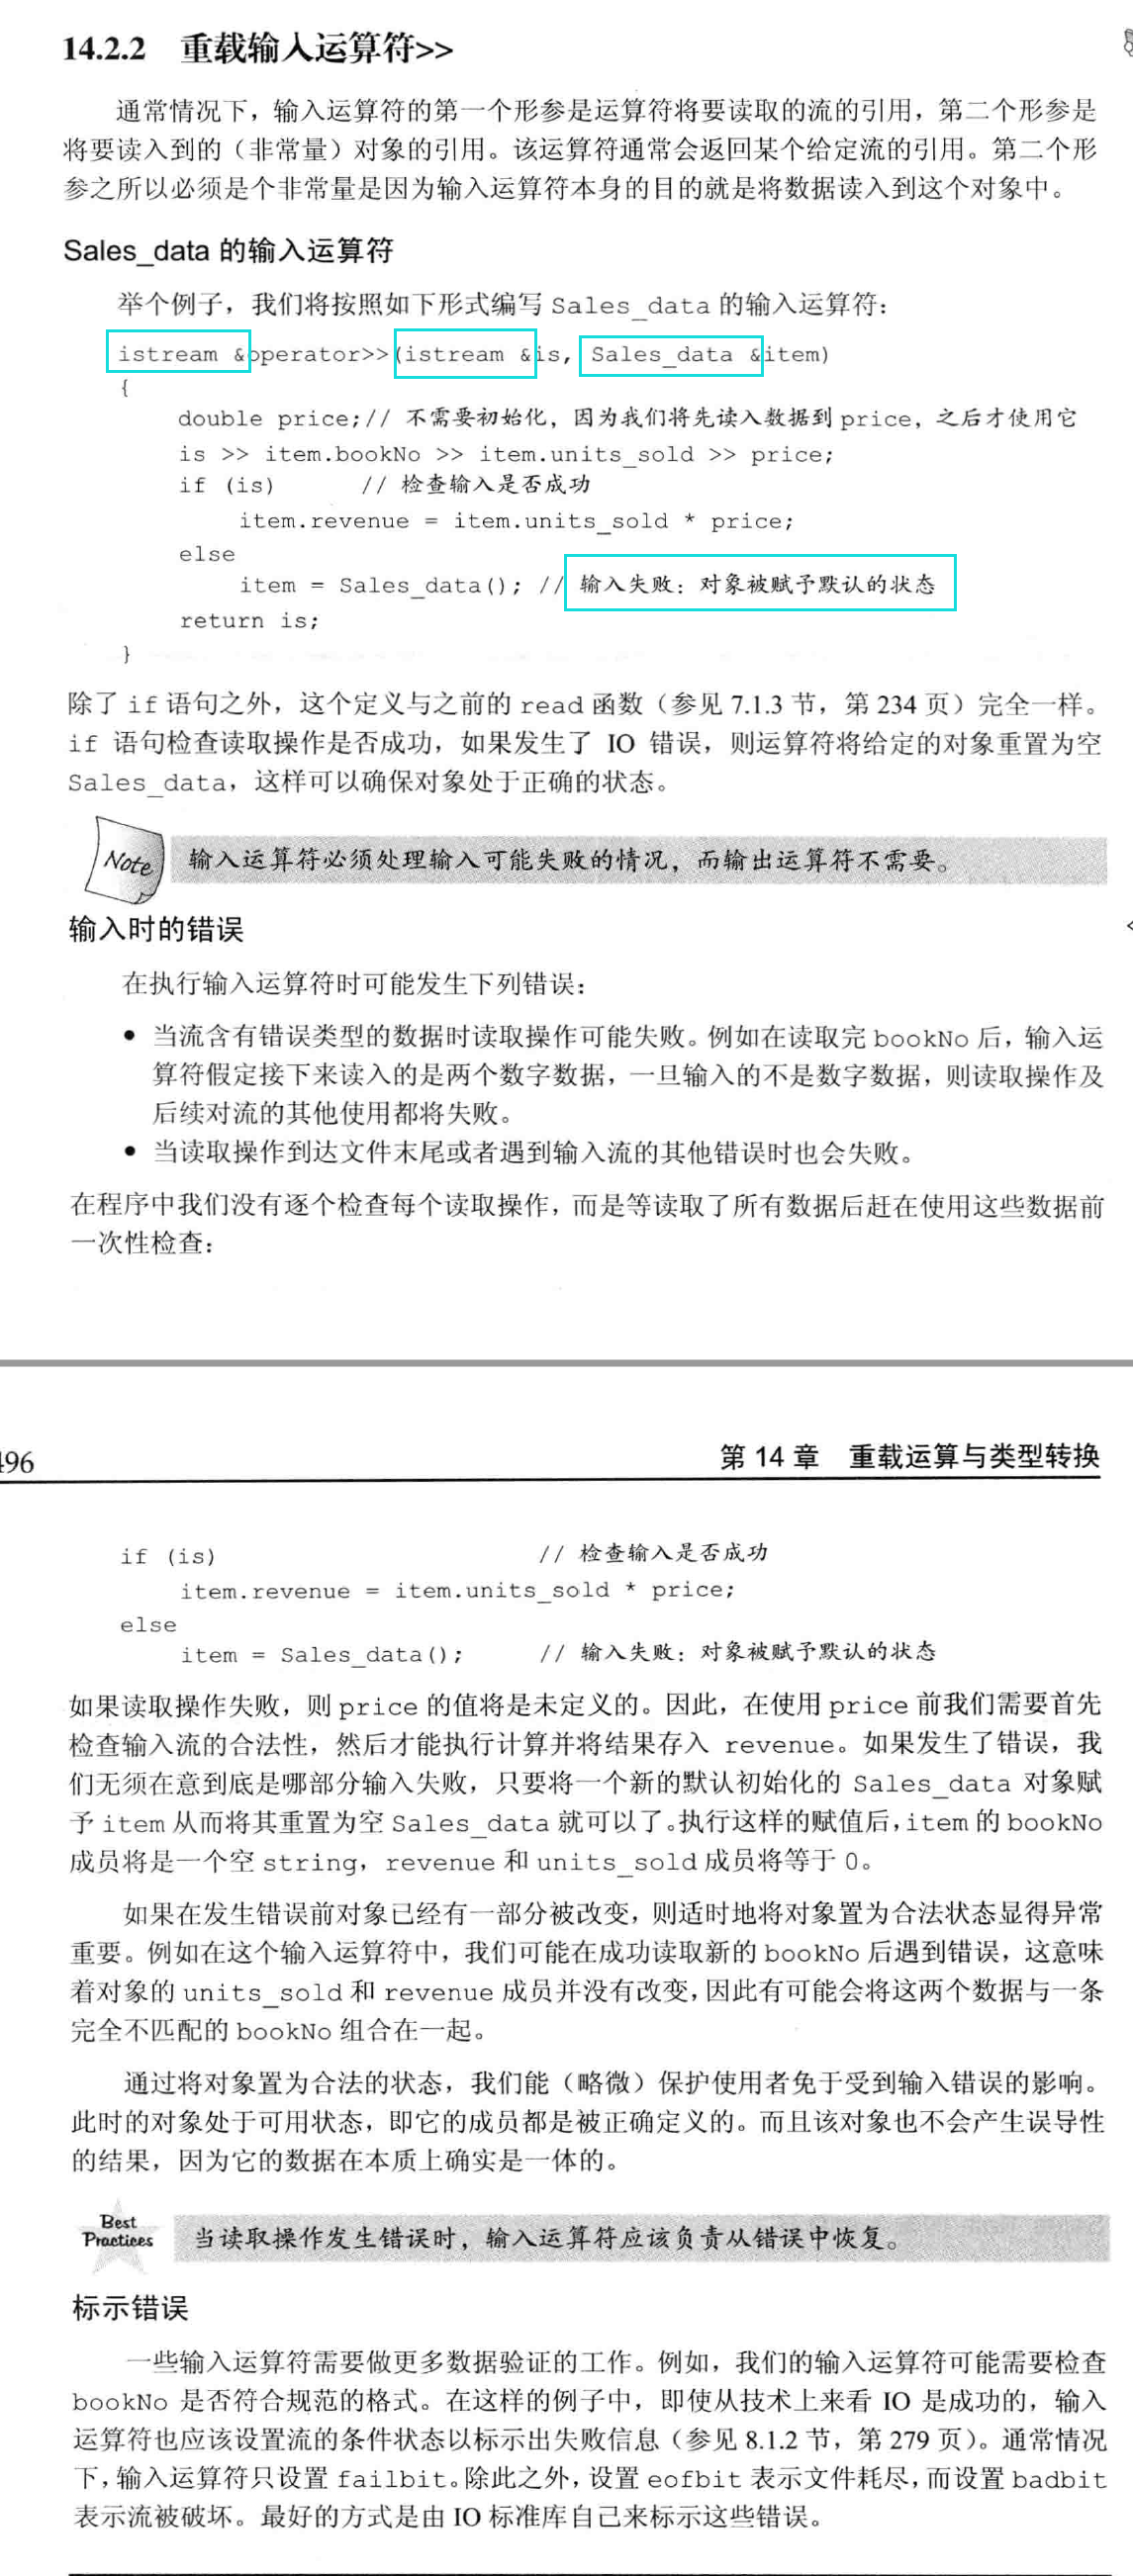 14.2.2 重载输入运算符>>
通常情况下，输入运算符的第一个形参是运算符将要读取的流的引用，第二个形参是
将要读入到的（非常量）对象的引用。该运算符通常会返回某个给定流的引用。第二个形
参之所以必须是个非常量是因为输入运算符本身的目的就是将数据读入到这个对象中。
Sales_data 的输入运算符
举个例子，我们将按照如下形式编写 Sales_data 的输入运算符：
istream &operator>>(istream &is, Sales_data &item)
{
double price;// 不需要初始化，因为我们将先读入数据到 price，之后才使用它
is >> item.bookNo >> item.units_sold >> price;
if (is) // 检查输入是否成功
item.revenue = item.units_sold * price;
else
item = Sales_data(); // 输入失败：对象被赋予默认的状态
return is;
}
除了 if 语句之外，这个定义与之前的 read 函数（参见 7.1.3 节，第 234 页）完全一样。
if 语句检查读取操作是否成功，如果发生了 IO 错误，则运算符将给定的对象重置为空
Sales_data，这样可以确保对象处于正确的状态。
Note 输入运算符必须处理输入可能失败的情况，而输出运算符不需要。
输入时的错误
在执行输入运算符时可能发生下列错误：
• 当流含有错误类型的数据时读取操作可能失败。例如在读取完 bookNo 后，输入运
算符假定接下来读入的是两个数字数据，一旦输入的不是数字数据，则读取操作及
后续对流的其他使用都将失败。
• 当读取操作到达文件末尾或者遇到输入流的其他错误时也会失败。
在程序中我们没有逐个检查每个读取操作，而是等读取了所有数据后赶在使用这些数据前
一次性检查：
496 第 14 章 重载运算与类型转换
if (is) // 检查输入是否成功
item.revenue = item.units_sold * price;
else
item = Sales_data(); // 输入失败：对象被赋予默认的状态
如果读取操作失败，则 price 的值将是未定义的。因此，在使用 price 前我们需要首先
检查输入流的合法性，然后才能执行计算并将结果存入 revenue。如果发生了错误，我
们无须在意到底是哪部分输入失败，只要将一个新的默认初始化的 Sales_data 对象赋
予 item 从而将其重置为空 Sales_data 就可以了。执行这样的赋值后，item 的 bookNo
成员将是一个空 string，revenue 和 units_sold 成员将等于 0。
如果在发生错误前对象已经有一部分被改变，则适时地将对象置为合法状态显得异常
重要。例如在这个输入运算符中，我们可能在成功读取新的 bookNo 后遇到错误，这意味
着对象的 units_sold 和 revenue 成员并没有改变，因此有可能会将这两个数据与一条
完全不匹配的 bookNo 组合在一起。
通过将对象置为合法的状态，我们能（略微）保护使用者免于受到输入错误的影响。
此时的对象处于可用状态，即它的成员都是被正确定义的。而且该对象也不会产生误导性
的结果，因为它的数据在本质上确实是一体的。
Best
Practices 当读取操作发生错误时，输入运算符应该负责从错误中恢复。
标示错误
一些输入运算符需要做更多数据验证的工作。例如，我们的输入运算符可能需要检查
bookNo 是否符合规范的格式。在这样的例子中，即使从技术上来看 IO 是成功的，输入
运算符也应该设置流的条件状态以标示出失败信息（参见 8.1.2 节，第 279 页）。通常情况
下，输入运算符只设置 failbit。除此之外，设置 eofbit 表示文件耗尽，而设置 badbit
表示流被破坏。最好的方式是由 IO 标准库自己来标示这些错误。